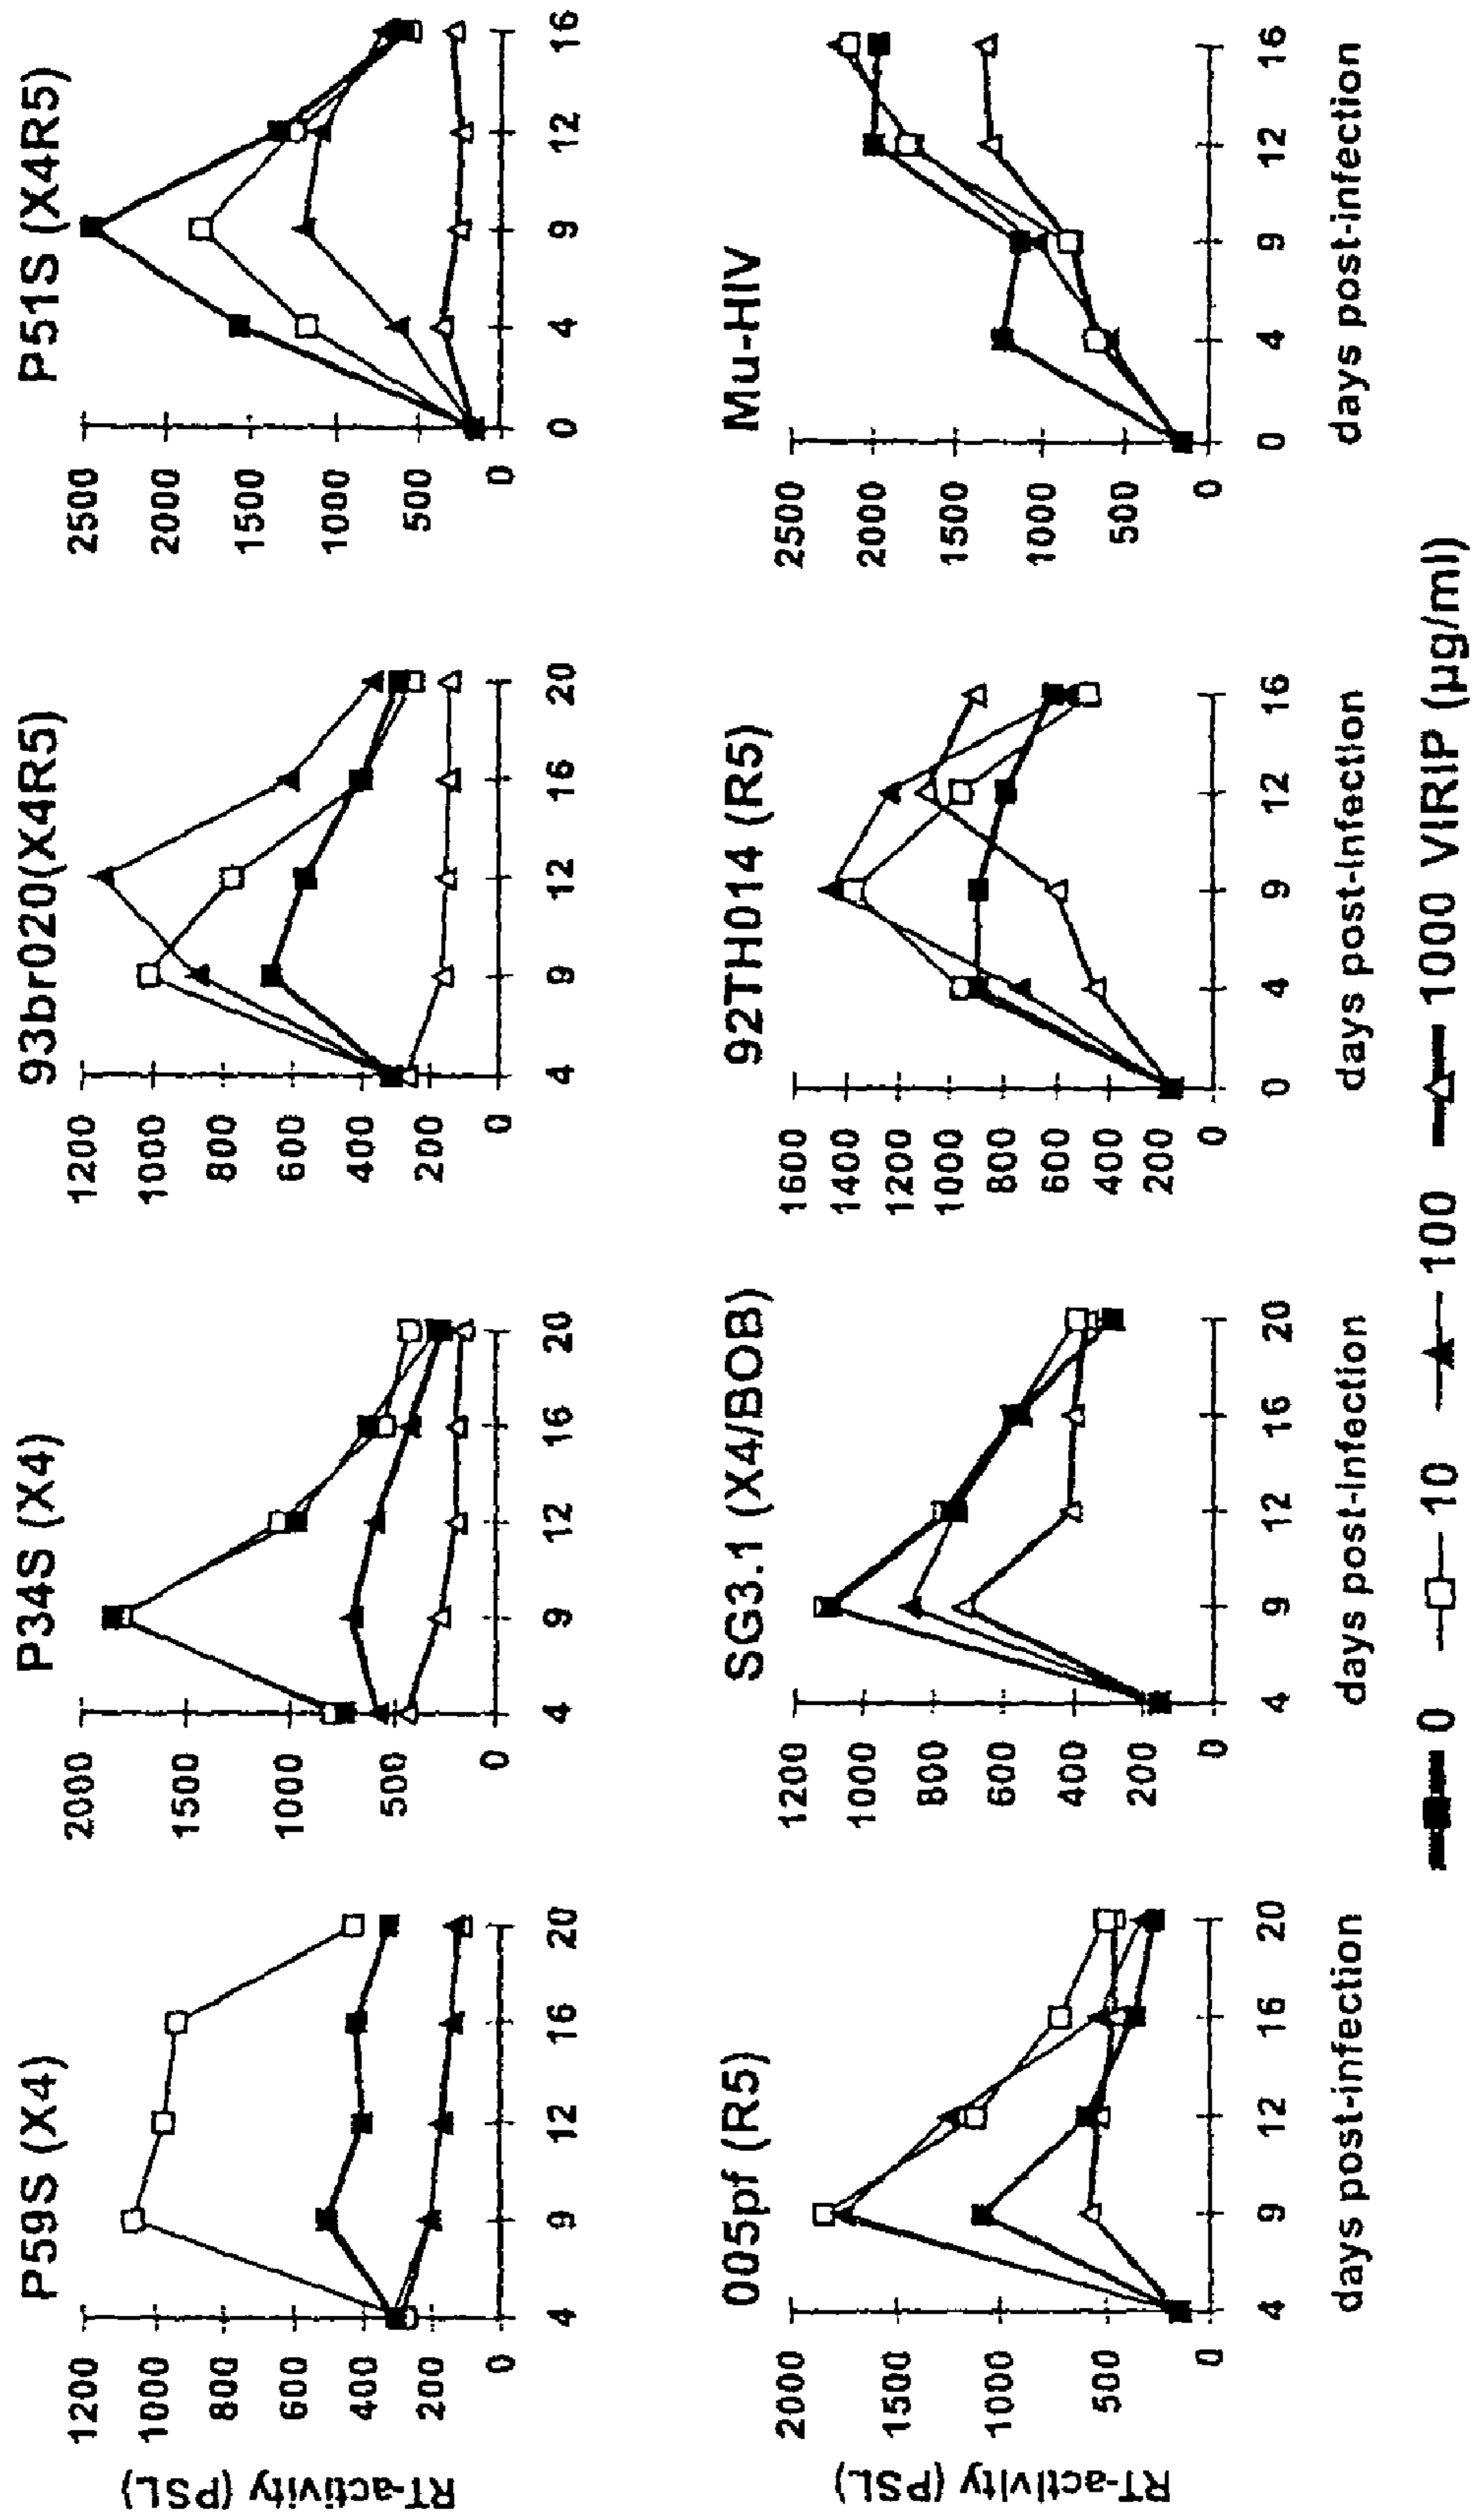 P59S (X4)
P34S (X4)
93br020(X4R5)
P51S (X4R5)
RT-activity (PSL)
1200
1000
800
600
400
200
0
4 9 12 16 20
2000
1500
1000
500
0
4 9 12 16 20
1200
1000
800
600
400
200
0
4 9 12 16 20
2500
2000
1500
1000
500
0
0 4 9 12 16
005pf (R5)
SG3.1 (X4/BOB)
92TH014 (R5)
Mu-HIV
RT-activity (PSL)
2000
1500
1000
500
0
4 9 12 16 20
days post-infection
1200
1000
800
600
400
200
0
4 9 12 16 20
days post-infection
1600
1400
1200
1000
800
600
400
200
0
0 4 9 12 16
days post-infection
2500
2000
1500
1000
500
0
0 4 9 12 16
days post-infection
0 10 100 1000 VIRIP (µg/ml)